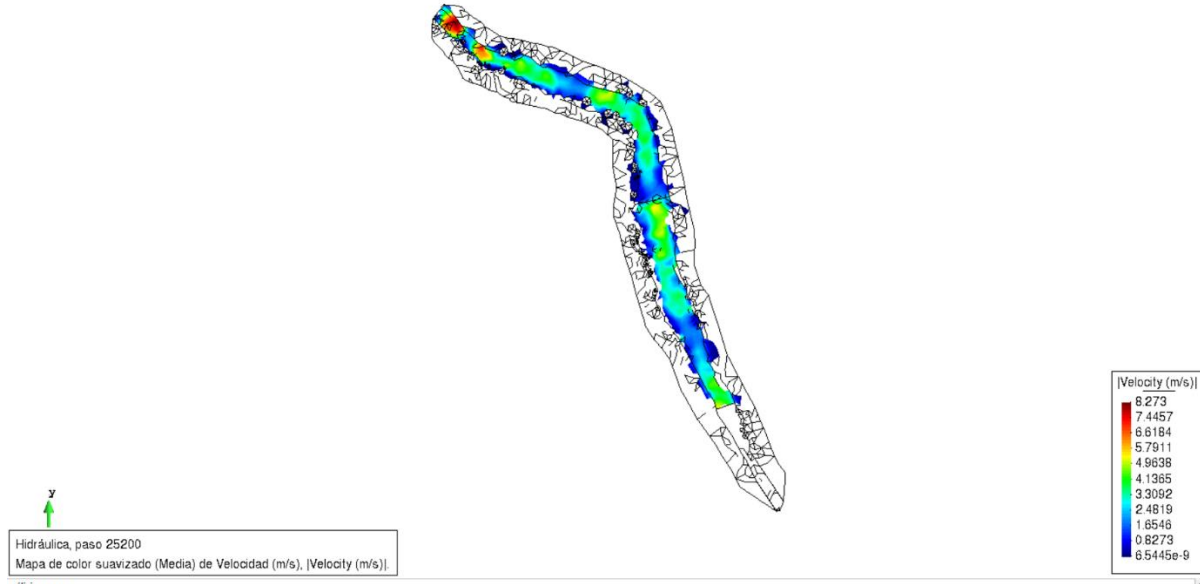 y
Hidráulica, paso 25200
Mapa de color suavizado (Media) de Velocidad (m/s), |Velocity (m/s)|.
|Velocity (m/s)|
8.273
7.4457
6.6184
5.7911
4.9638
4.1365
3.3092
2.4819
1.6546
0.8273
6.5445e-9